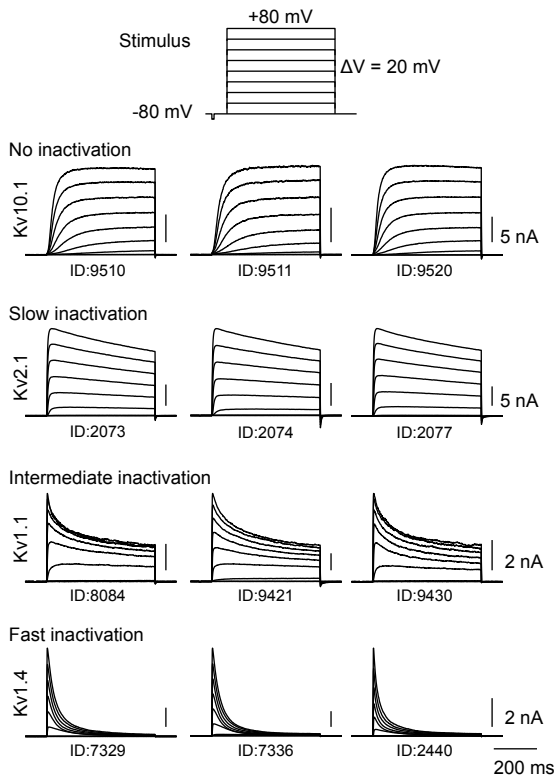 +80 mV
Stimulus
ΔV = 20 mV
-80 mV
No inactivation
Kv10.1
5 nA
ID:9510 ID:9511 ID:9520
Slow inactivation
Kv2.1
5 nA
ID:2073 ID:2074 ID:2077
Intermediate inactivation
Kv1.1
2 nA
ID:8084 ID:9421 ID:9430
Fast inactivation
Kv1.4
2 nA
ID:7329 ID:7336 ID:2440
200 ms